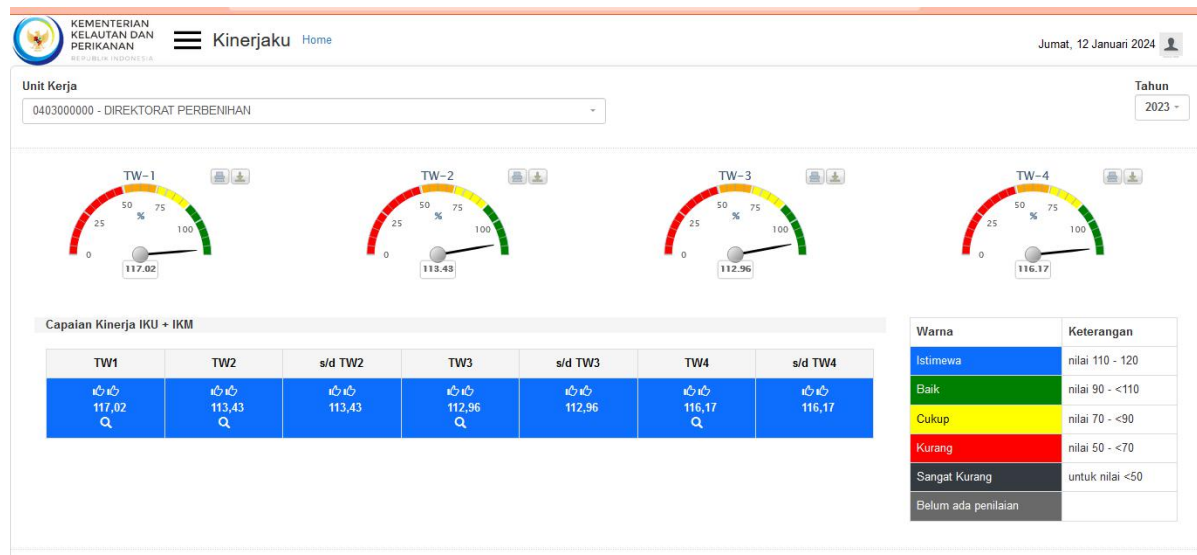 KEMENTERIAN
KELAUTAN DAN
PERIKANAN
REPUBLIK INDONESIA
Kinerjaku Home
Jumat, 12 Januari 2024
Unit Kerja
Tahun
0403000000 - DIREKTORAT PERBENIHAN
2023
TW-1
0 25 50 75 100
%
117.02
TW-2
0 25 50 75 100
%
113.43
TW-3
0 25 50 75 100
%
112.96
TW-4
0 25 50 75 100
%
116.17
Capaian Kinerja IKU + IKM
TW1 TW2 s/d TW2 TW3 s/d TW3 TW4 s/d TW4
117,02 113,43 113,43 112,96 112,96 116,17 116,17
Warna Keterangan
Istimewa nilai 110 - 120
Baik nilai 90 - <110
Cukup nilai 70 - <90
Kurang nilai 50 - <70
Sangat Kurang untuk nilai <50
Belum ada penilaian